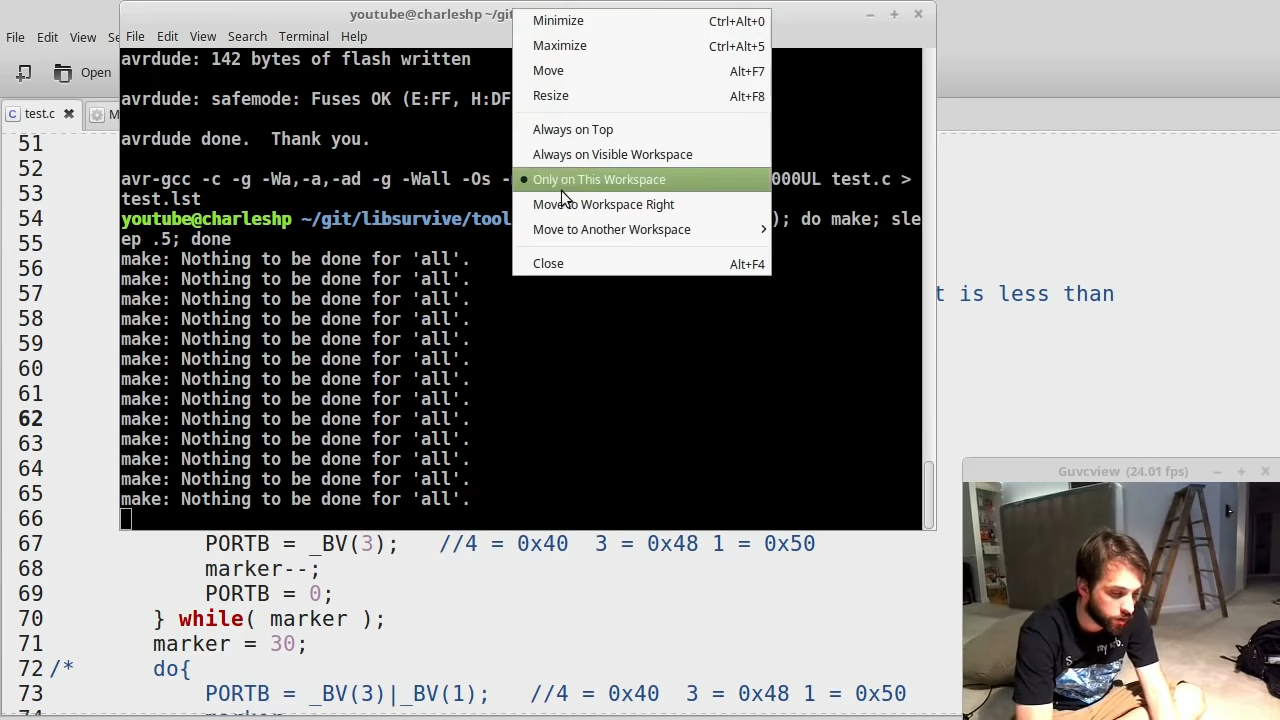 youtube@charleshp ~/git
File Edit View Se
File Edit View Search Terminal Help
Open
test.c
M
Minimize Ctrl+Alt+0
Maximize Ctrl+Alt+5
Move Alt+F7
Resize Alt+F8
Always on Top
Always on Visible Workspace
Only on This Workspace
Move to Workspace Right
Move to Another Workspace
Close Alt+F4
avrdude: 142 bytes of flash written
avrdude: safemode: Fuses OK (E:FF, H:DF
avrdude done.  Thank you.
avr-gcc -c -g -Wa,-a,-ad -g -Wall -Os - 000UL test.c >
test.lst
youtube@charleshp ~/git/libsurvive/tool ); do make; sle
ep .5; done
make: Nothing to be done for 'all'.
make: Nothing to be done for 'all'.
make: Nothing to be done for 'all'.
make: Nothing to be done for 'all'.
make: Nothing to be done for 'all'.
make: Nothing to be done for 'all'.
make: Nothing to be done for 'all'.
make: Nothing to be done for 'all'.
make: Nothing to be done for 'all'.
make: Nothing to be done for 'all'.
make: Nothing to be done for 'all'.
make: Nothing to be done for 'all'.
make: Nothing to be done for 'all'.
51
52
53
54
55
56
57 t is less than
58
59
60
61
62
63
64
65
66
67 PORTB = _BV(3); //4 = 0x40 3 = 0x48 1 = 0x50
68 marker--;
69 PORTB = 0;
70 } while( marker );
71 marker = 30;
72 /* do{
73 PORTB = _BV(3)|_BV(1); //4 = 0x40 3 = 0x48 1 = 0x50
Guvcview (24.01 fps)